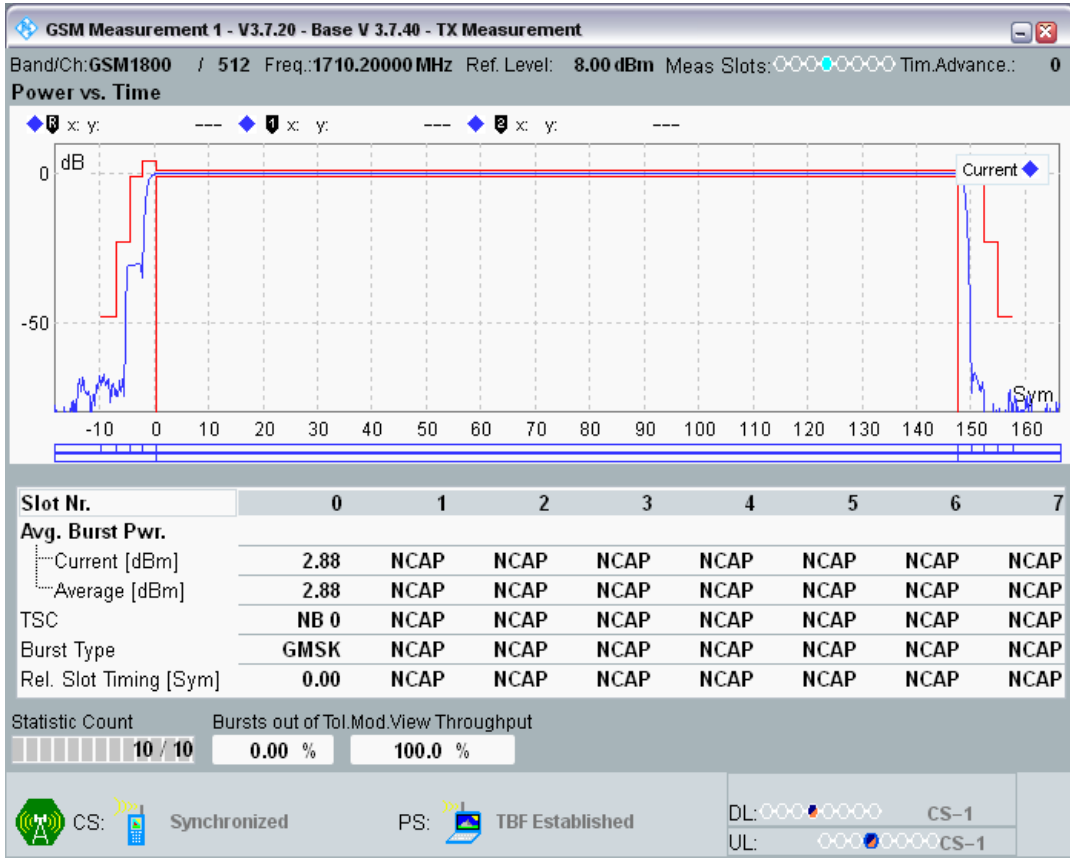 GSM Measurement 1 - V3.7.20 - Base V 3.7.40 - TX Measurement
Band/Ch:GSM1800 / 512 Freq.:1710.20000 MHz Ref. Level: 8.00 dBm Meas Slots: Tim.Advance.: 0
Power vs. Time
R x: y: --- 1 x: y: --- 2 x: y: ---
dB
Current
0
-50
Sym
-10 0 10 20 30 40 50 60 70 80 90 100 110 120 130 140 150 160
Slot Nr. 0 1 2 3 4 5 6 7
Avg. Burst Pwr.
Current [dBm] 2.88 NCAP NCAP NCAP NCAP NCAP NCAP NCAP
Average [dBm] 2.88 NCAP NCAP NCAP NCAP NCAP NCAP NCAP
TSC NB 0 NCAP NCAP NCAP NCAP NCAP NCAP NCAP
Burst Type GMSK NCAP NCAP NCAP NCAP NCAP NCAP NCAP
Rel. Slot Timing [Sym] 0.00 NCAP NCAP NCAP NCAP NCAP NCAP NCAP
Statistic Count Bursts out of Tol. Mod.View Throughput
10 / 10 0.00 % 100.0 %
CS: Synchronized PS: TBF Established
DL: CS-1
UL: CS-1